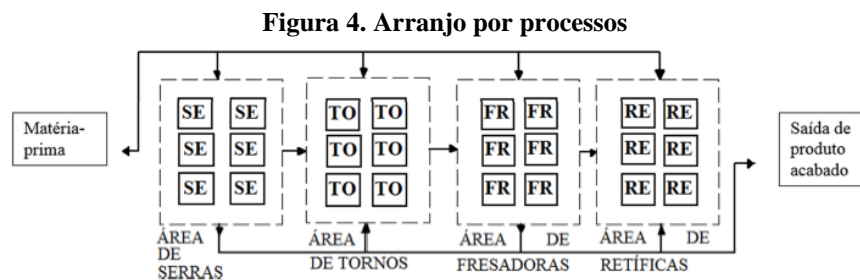 Figura 4. Arranjo por processos
Matéria-
prima
SE SE
SE SE
SE SE
TO TO
TO TO
TO TO
FR FR
FR FR
FR FR
RE RE
RE RE
RE RE
Saída de
produto
acabado
ÁREA
DE
SERRAS
ÁREA
DE TORNOS
ÁREA DE
FRESADORAS
ÁREA DE
RETÍFICAS